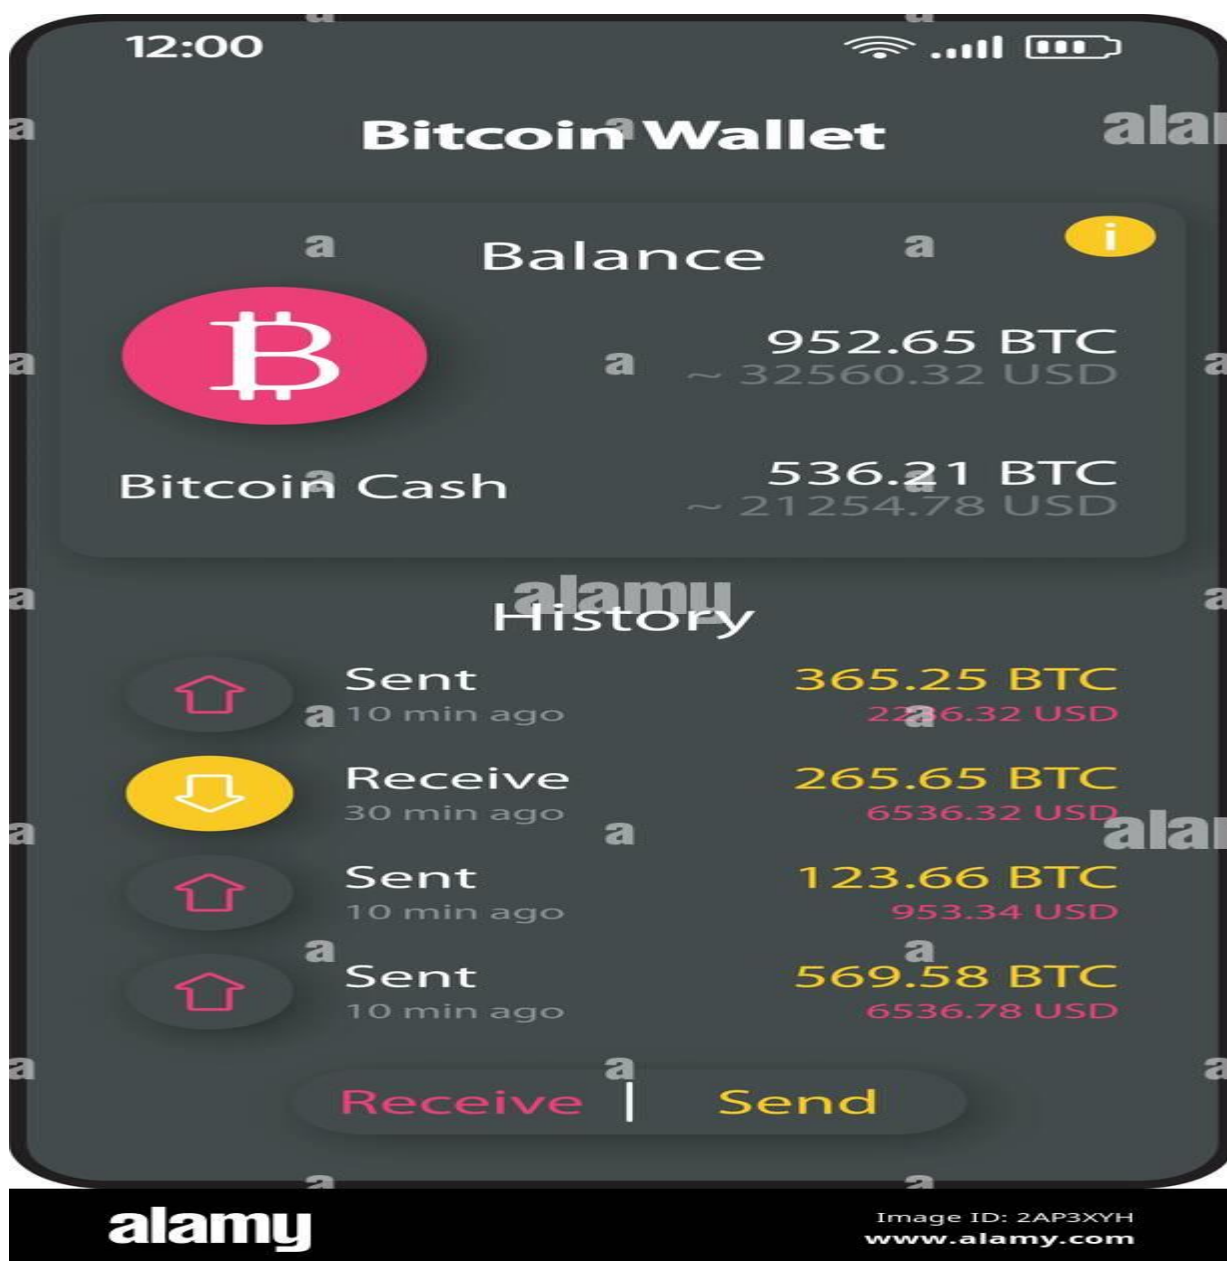 12:00
Bitcoin Wallet
Balance
i
952.65 BTC
~ 32560.32 USD
Bitcoin Cash
536.21 BTC
~ 21254.78 USD
alamy
History
Sent
365.25 BTC
10 min ago
USD
Receive
265.65 BTC
30 min ago
6536.32 USD
Sent
123.66 BTC
10 min ago
953.34 USD
Sent
569.58 BTC
10 min ago
6536.78 USD
Receive | Send
alamy
Image ID: 2AP3XYH
www.alamy.com